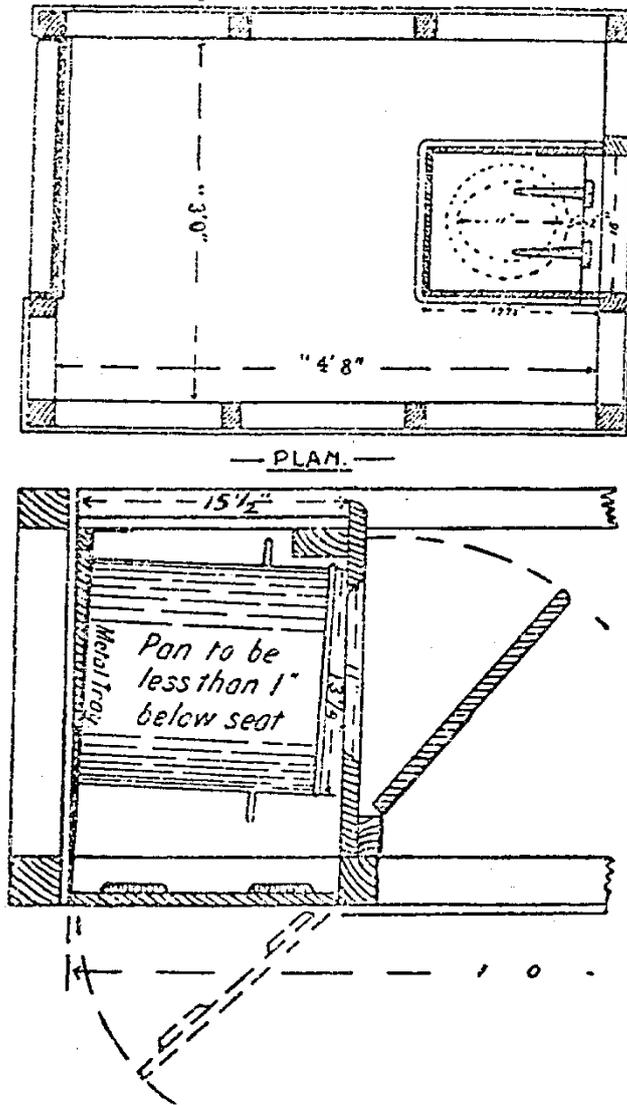 "3'0"
11"
"4'8"
PLAN.
15½"
Metal Tray
Pan to be
less than 1"
below seat
1 0